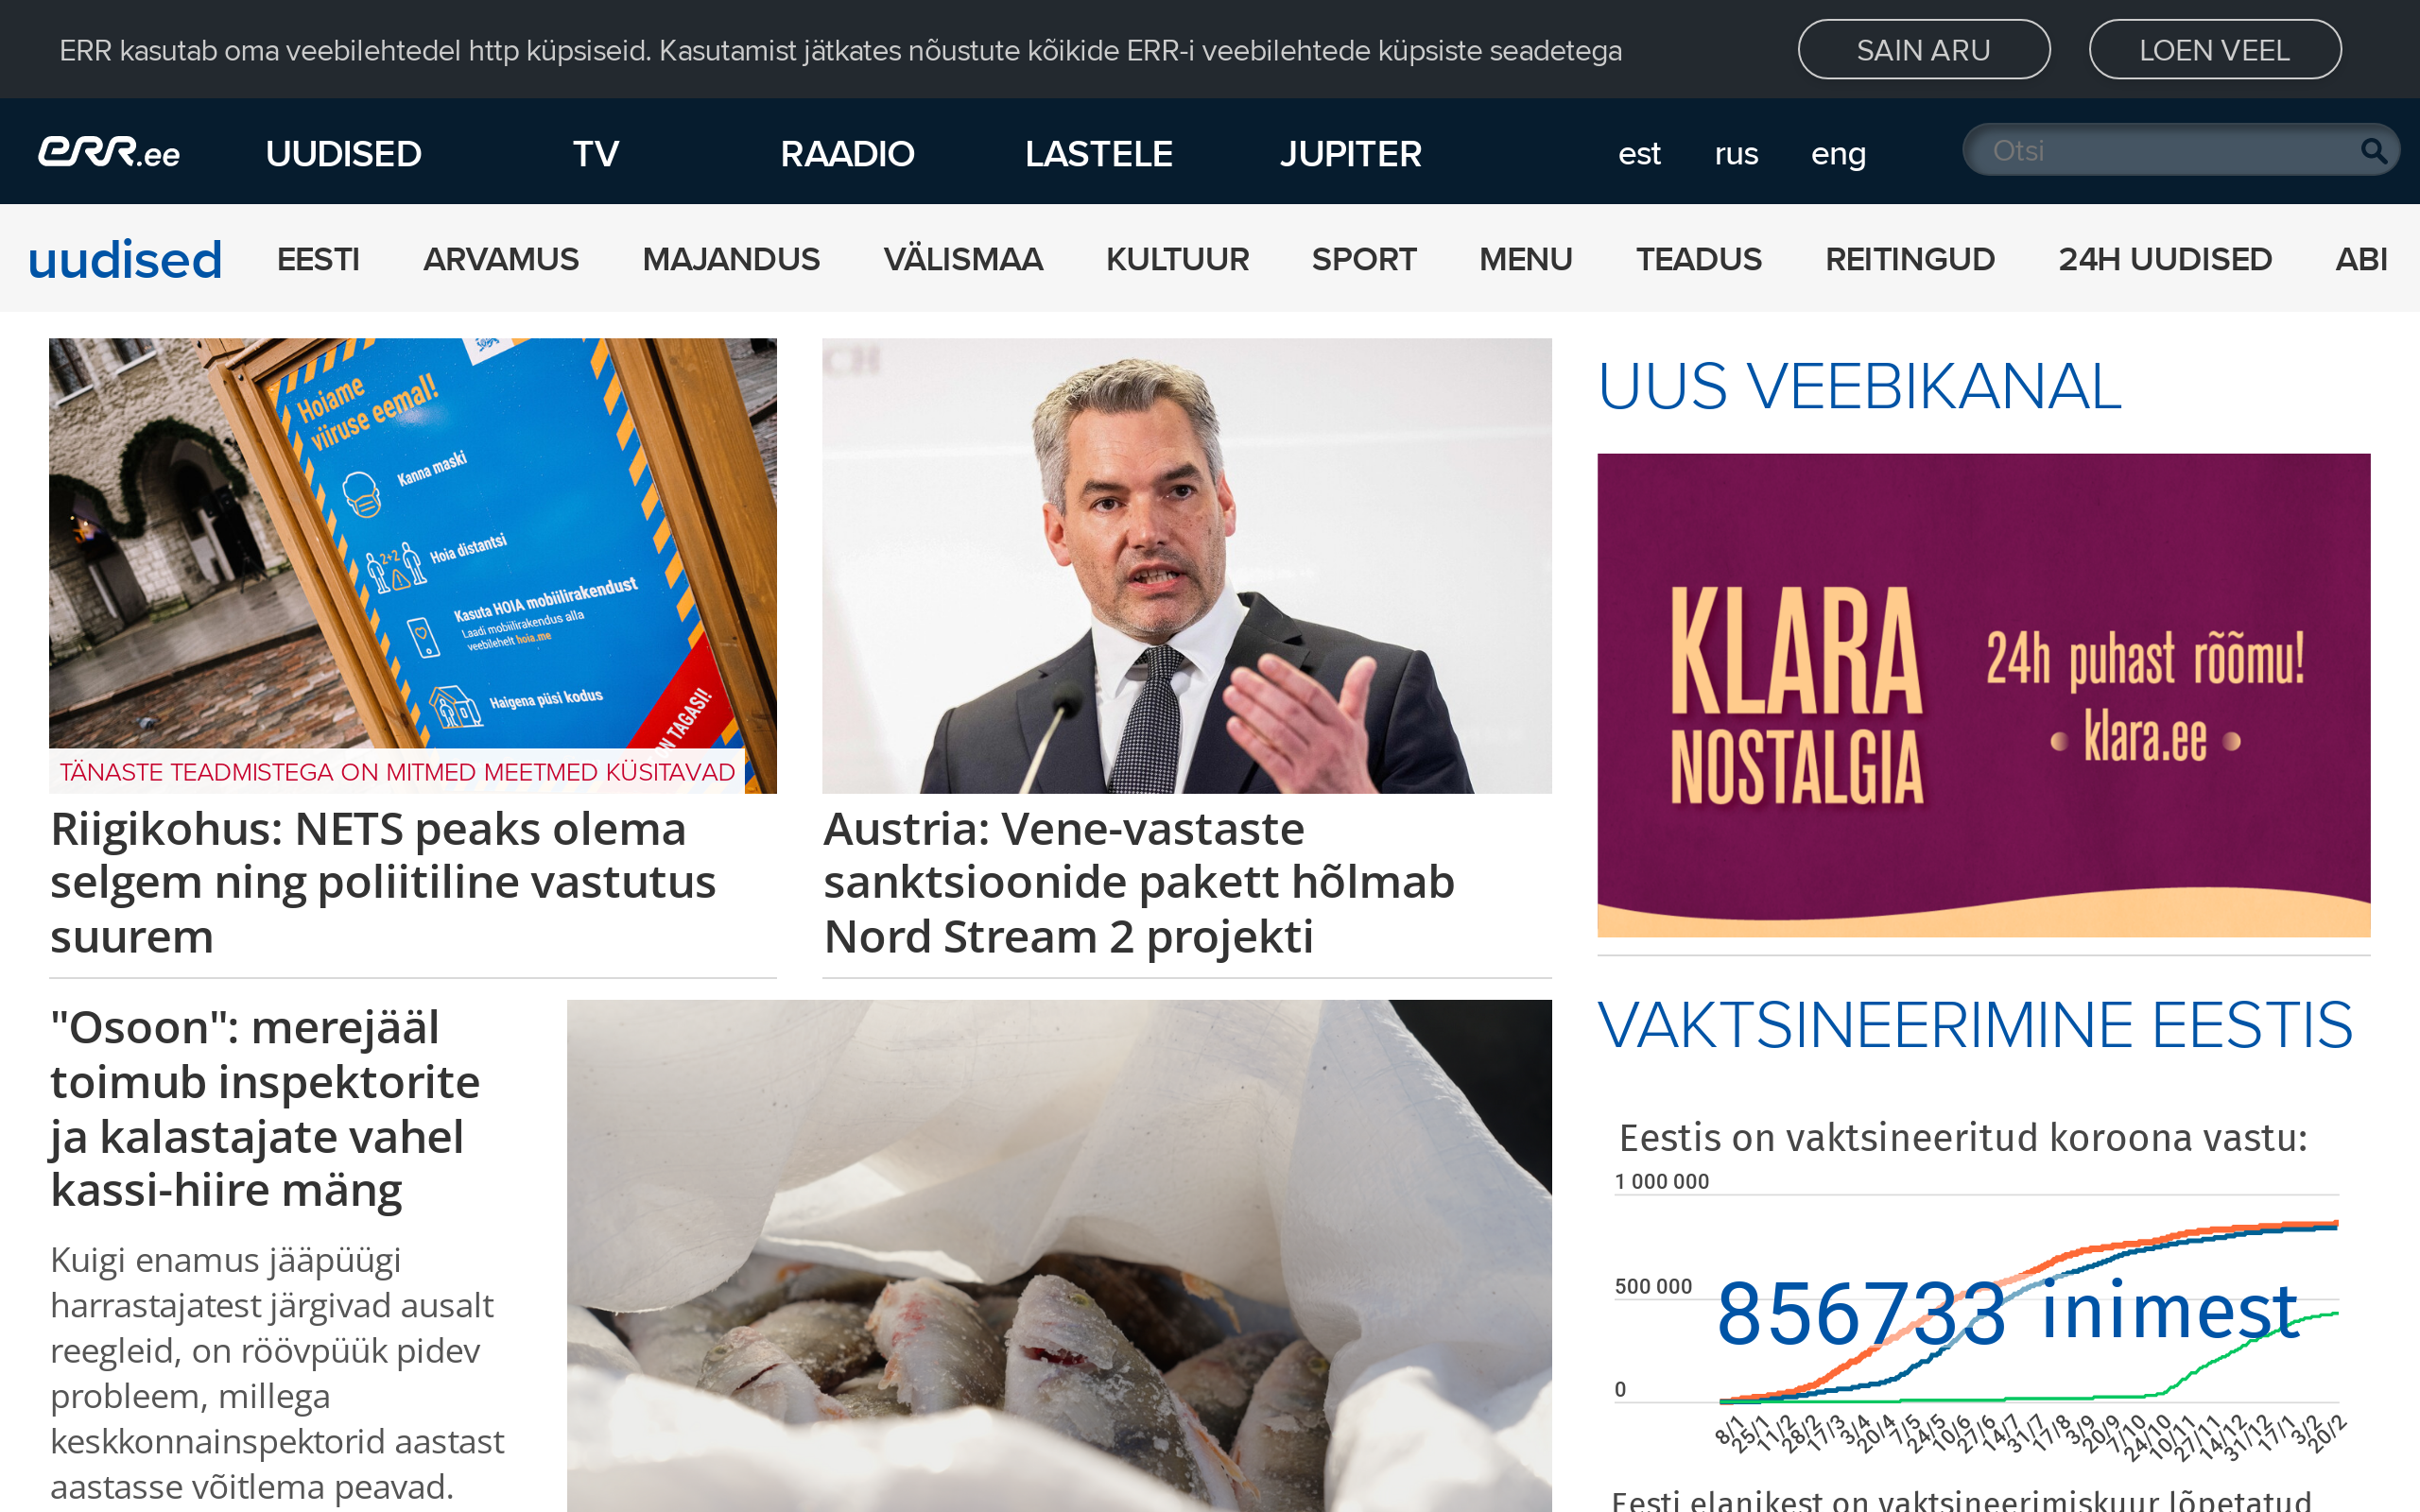 ERR kasutab oma veebilehtedel http küpsiseid. Kasutamist jätkates nõustute kõikide ERR-i veebilehtede küpsiste seadetega
SAIN ARU
LOEN VEEL
err.ee
UUDISED
TV
RAADIO
LASTELE
JUPITER
est
rus
eng
Otsi
uudised
EESTI
ARVAMUS
MAJANDUS
VÄLISMAA
KULTUUR
SPORT
MENU
TEADUS
REITINGUD
24H UUDISED
ABI
Hoiame
viiruse eemal!
Kanna maski
2+2
Hoia distantsi
Kasuta HOIA mobiilirakendust
Laadi mobiilirakendus alla
veebilehelt hoia.me
Haigena püsi kodus
TAGASI!
TÄNASTE TEADMISTEGA ON MITMED MEETMED KÜSITAVAD
Riigikohus: NETS peaks olema
selgem ning poliitiline vastutus
suurem
CH
Austria: Vene-vastaste
sanktsioonide pakett hõlmab
Nord Stream 2 projekti
"Osoon": merejääl
toimub inspektorite
ja kalastajate vahel
kassi-hiire mäng
Kuigi enamus jääpüügi
harrastajatest järgivad ausalt
reegleid, on röövpüük pidev
probleem, millega
keskkonnainspektorid aastast
aastasse võitlema peavad.
UUS VEEBIKANAL
KLARA
NOSTALGIA
24h puhast rõõmu!
• klara.ee •
VAKTSINEERIMINE EESTIS
Eestis on vaktsineeritud koroona vastu:
1 000 000
500 000
0
856733 inimest
8/1 25/1 11/2 28/2 17/3 3/4 20/4 7/5 24/5 10/6 27/6 14/7 31/7 17/8 3/9 20/9 7/10 24/10 10/11 27/11 14/12 31/12 17/1 3/2 20/2
Eesti elanikest on vaktsineerimiskuur lõpetatud